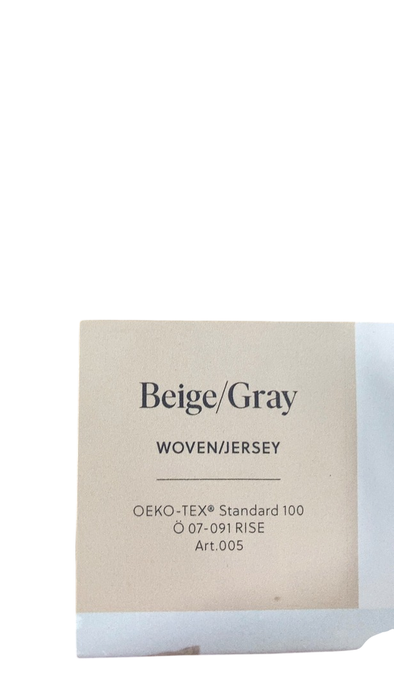 Beige/Gray
WOVEN/JERSEY
OEKO-TEX® Standard 100
Ö 07-091 RISE
Art.005